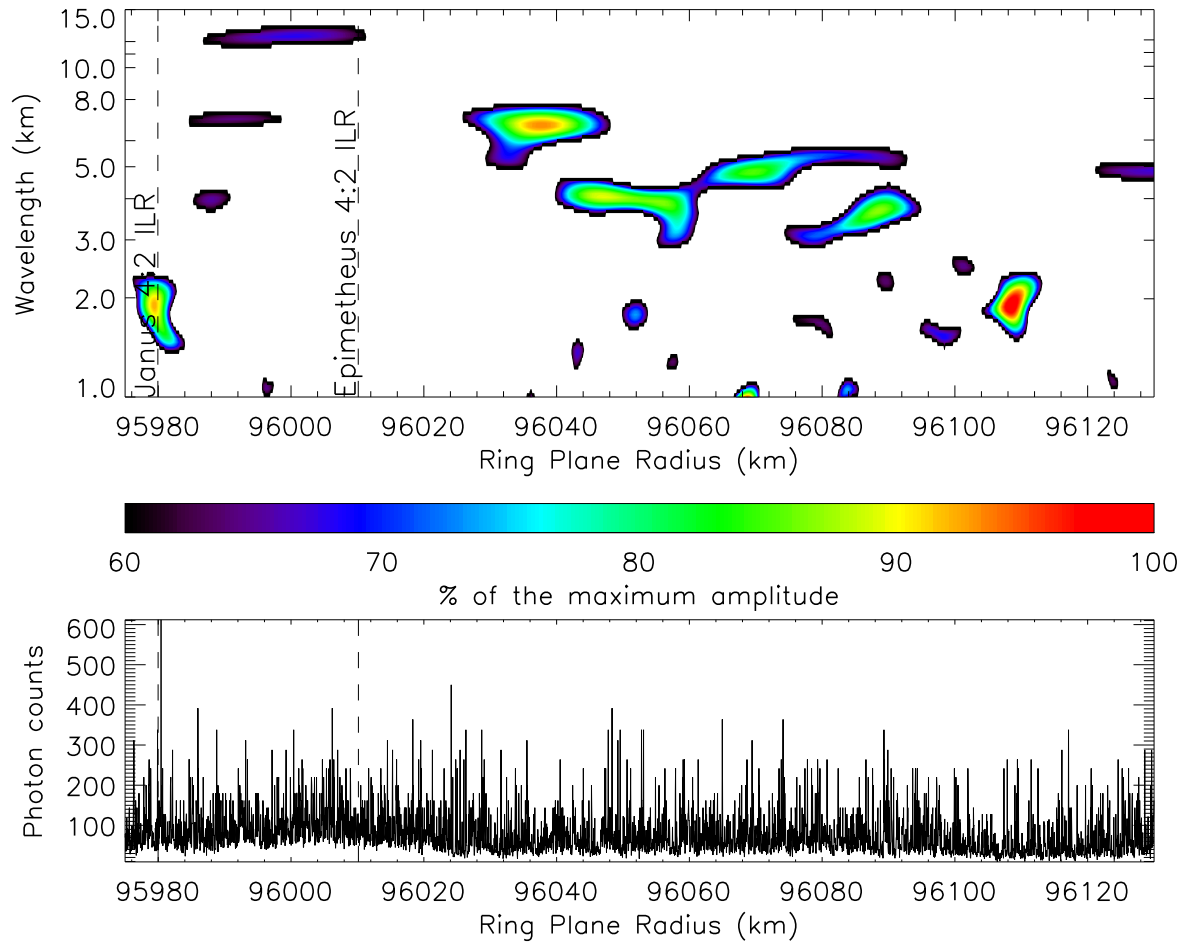 15.0
10.0
8.0
5.0
3.0
2.0
1.0
Wavelength (km)
Janus 4:2 ILR
Epimetheus 4:2 ILR
95980 96000 96020 96040 96060 96080 96100 96120
Ring Plane Radius (km)
60 70 80 90 100
% of the maximum amplitude
600
500
400
300
200
100
Photon counts
95980 96000 96020 96040 96060 96080 96100 96120
Ring Plane Radius (km)